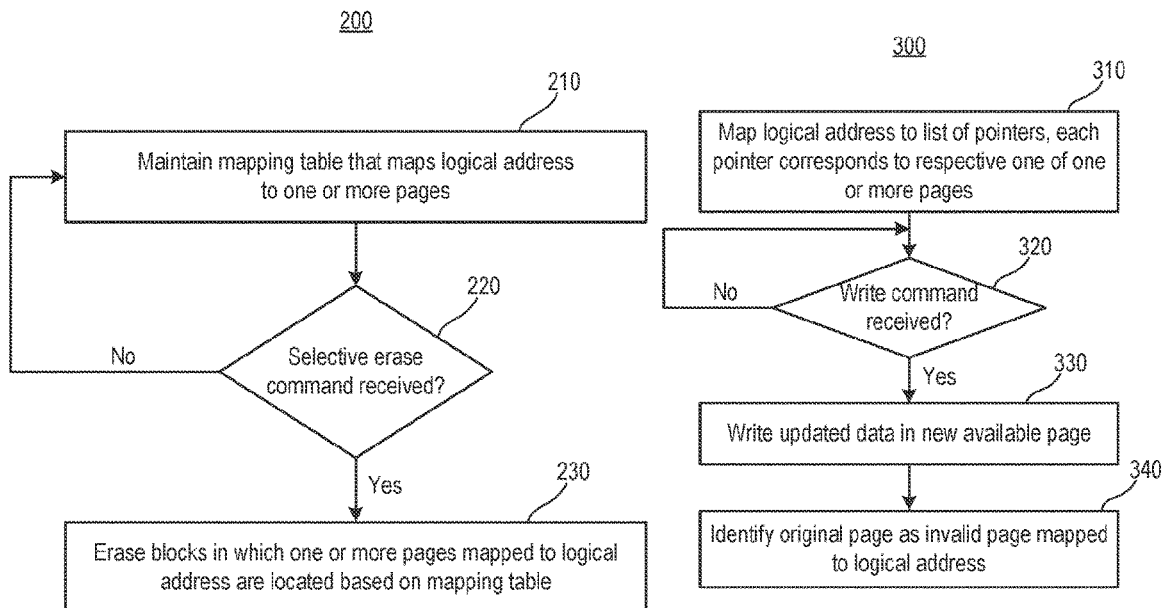 200
210
Maintain mapping table that maps logical address
to one or more pages
220
Selective erase
command received?
No
Yes
230
Erase blocks in which one or more pages mapped to logical
address are located based on mapping table
300
310
Map logical address to list of pointers, each
pointer corresponds to respective one of one
or more pages
320
Write command
received?
No
Yes
330
Write updated data in new available page
340
Identify original page as invalid page mapped
to logical address